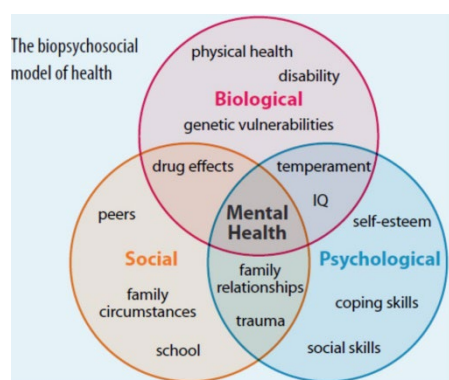 The biopsychosocial
model of health
physical health
disability
Biological
genetic vulnerabilities
drug effects
temperament
IQ
peers
Mental
Health
self-esteem
Social
Psychological
family
relationships
family
circumstances
trauma
coping skills
school
social skills